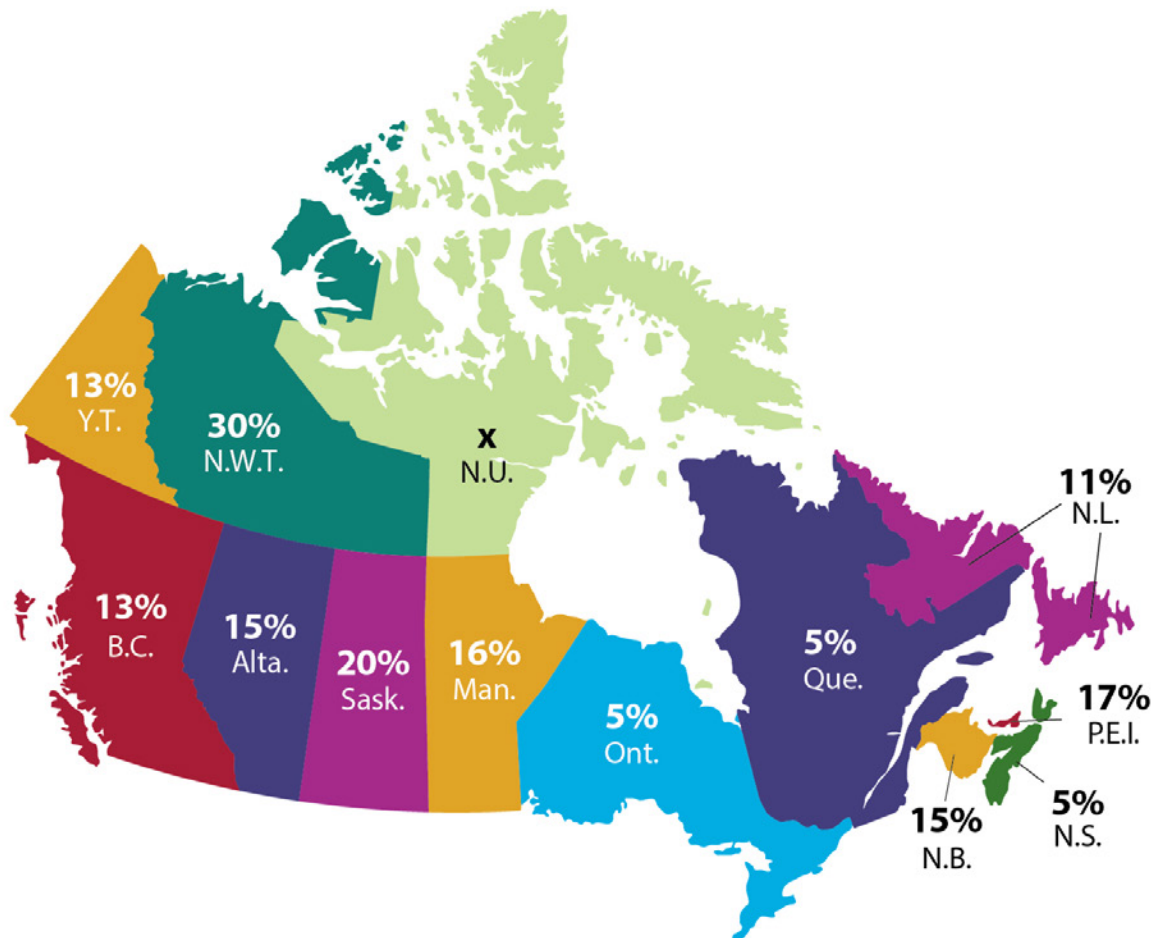 13%
Y.T.
30%
N.W.T.
x
N.U.
11%
N.L.
13%
B.C.
15%
Alta.
20%
Sask.
16%
Man.
5%
Ont.
5%
Que.
17%
P.E.I.
5%
N.S.
15%
N.B.